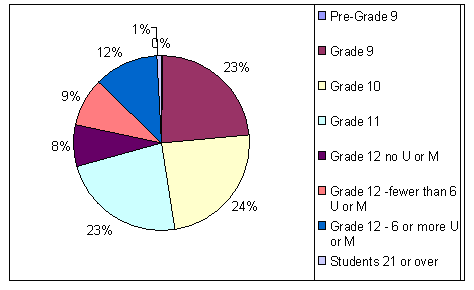 1%
0%
23%
12%
9%
8%
24%
23%
Pre-Grade 9
Grade 9
Grade 10
Grade 11
Grade 12 no U or M
Grade 12 -fewer than 6
U or M
Grade 12 - 6 or more U
or M
Students 21 or over